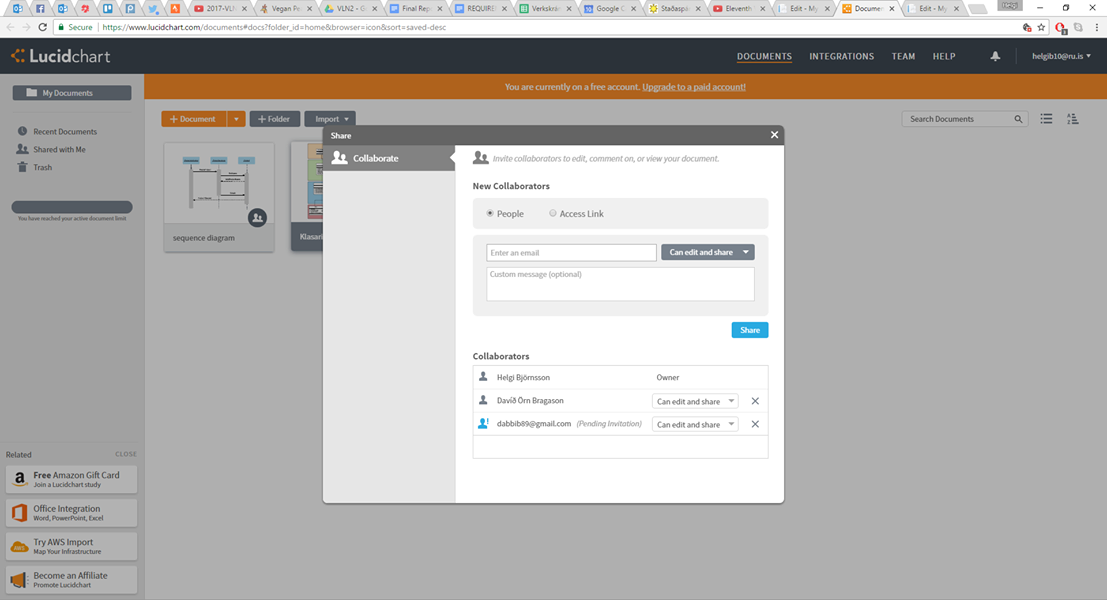 2017-VLN
Vegan Pe
VLN2 - G
Final Rep
REQUIRE
Verkskrá
Google C
Staðasp
Eleventh
Edit - My
Docume
Edit - My
Helgi
Secure https://www.lucidchart.com/documents#docs?folder_id=home&browser=icon&sort=saved-desc
Lucidchart
DOCUMENTS INTEGRATIONS TEAM HELP helgib10@ru.is
You are currently on a free account. Upgrade to a paid account!
My Documents
Recent Documents
Shared with Me
Trash
You have reached your active document limit
+ Document + Folder Import
Search Documents
sequence diagram
Klasari
Share
Collaborate
Invite collaborators to edit, comment on, or view your document.
New Collaborators
People Access Link
Enter an email Can edit and share
Custom message (optional)
Share
Collaborators
Helgi Björnsson Owner
Davíð Örn Bragason Can edit and share
dabbib89@gmail.com (Pending Invitation) Can edit and share
Related CLOSE
Free Amazon Gift Card
Join a Lucidchart study
Office Integration
Word, PowerPoint, Excel
Try AWS Import
Map Your Infrastructure
Become an Affiliate
Promote Lucidchart